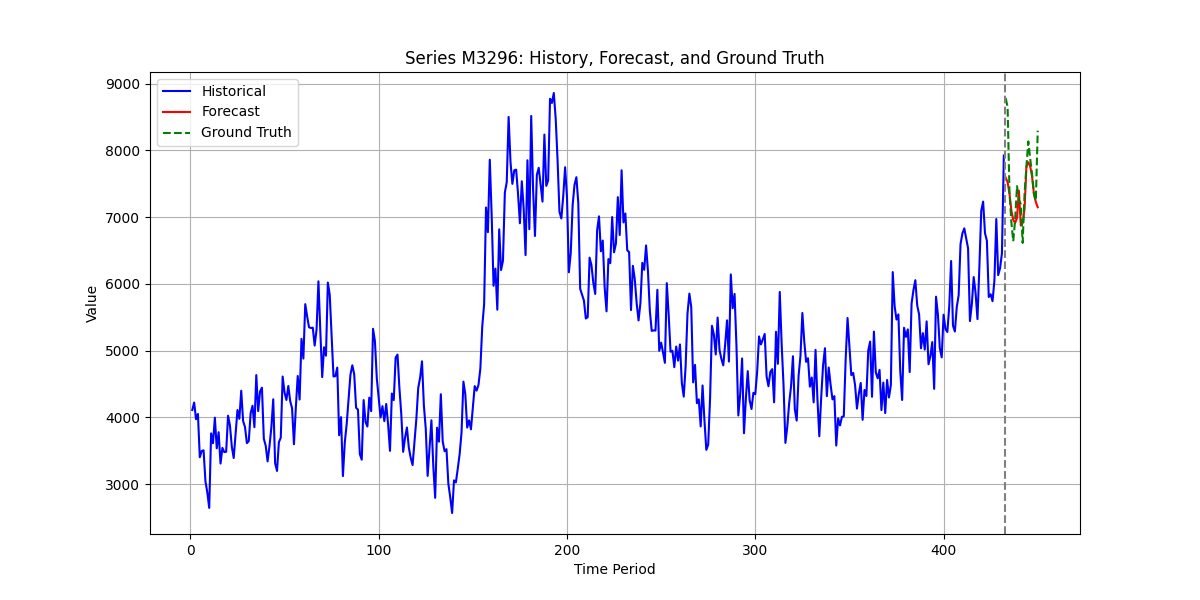 Series M3296: History, Forecast, and Ground Truth
9000
8000
7000
6000
5000
4000
3000
Value
Historical
Forecast
Ground Truth
0 100 200 300 400
Time Period